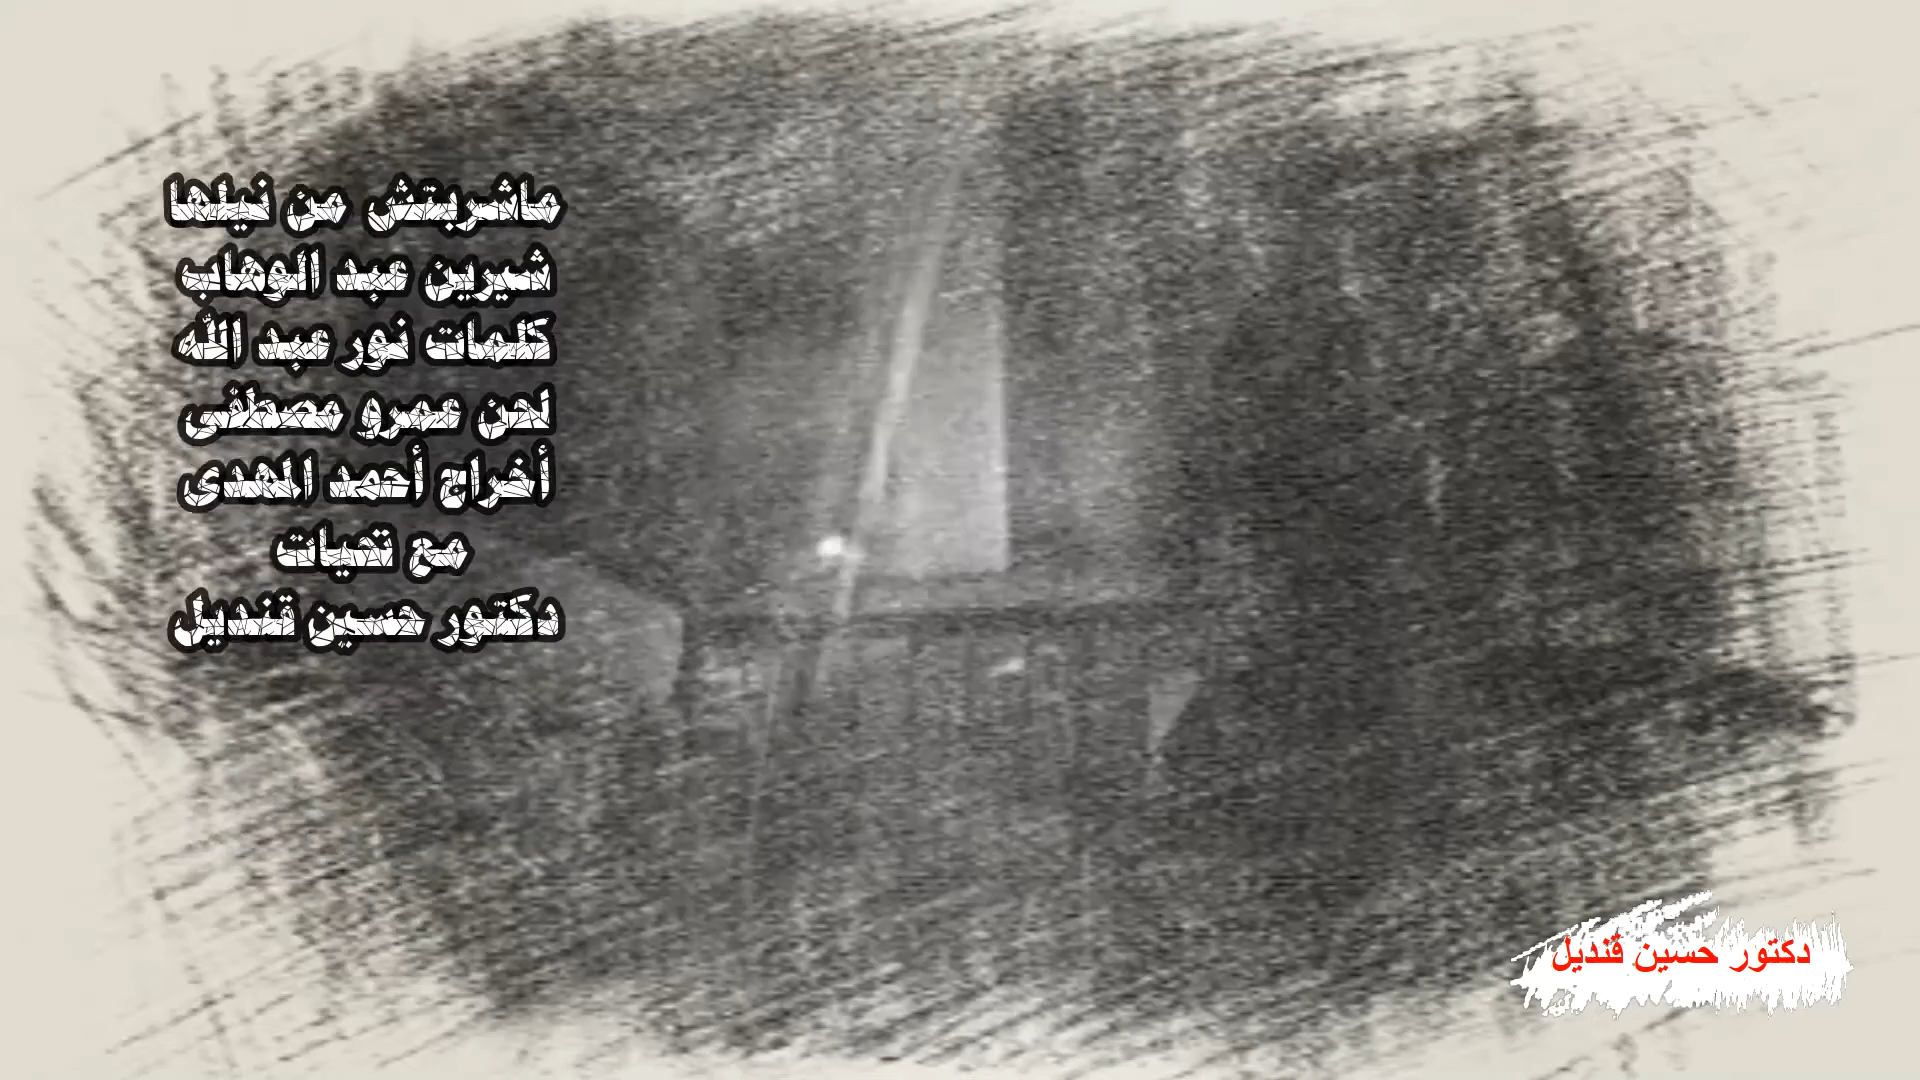 ماشربتش من نيلها
شيرين عبد الوهاب
كلمات نور عبد الله
لحن عمرو مصطفى
أخراج أحمد المهدى
مع تحيات
دكتور حسين قنديل
دكتور حسين قنديل